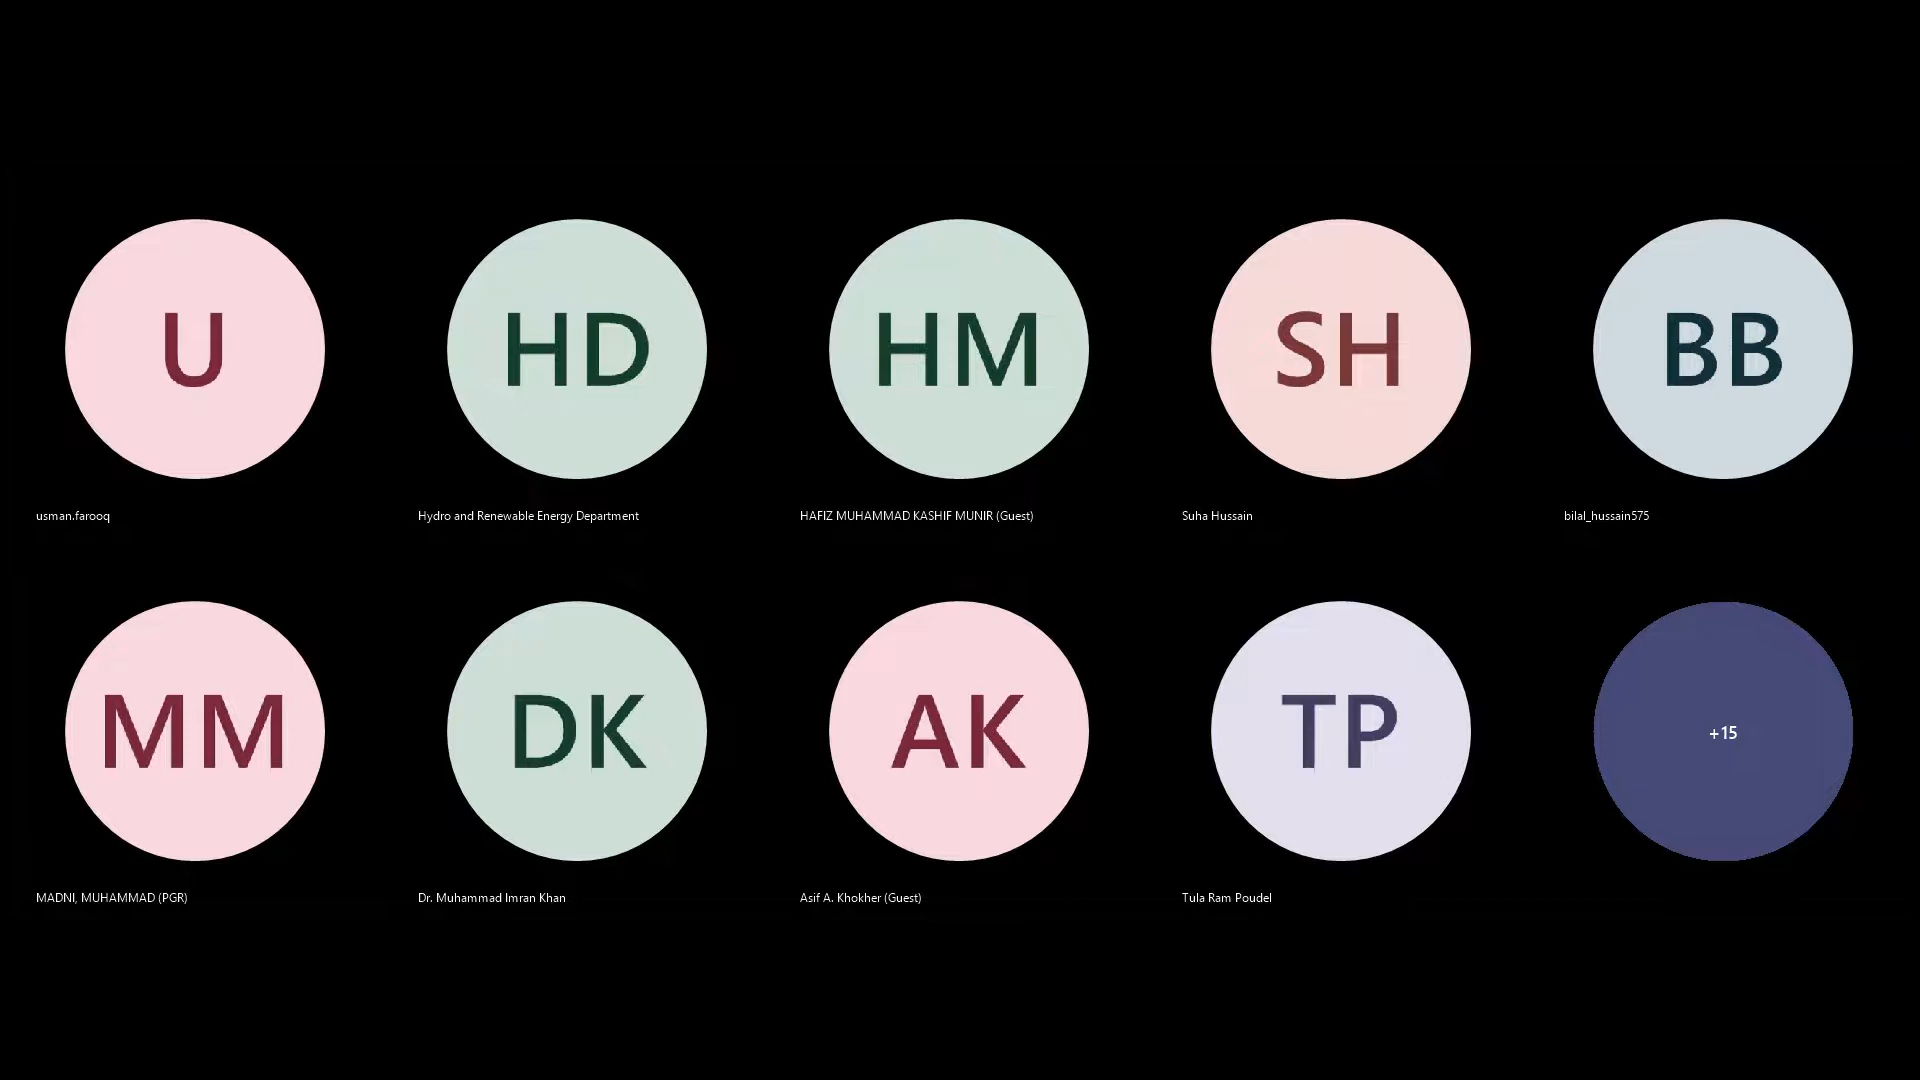 U
HD
HM
SH
BB
usman.farooq
Hydro and Renewable Energy Department
HAFIZ MUHAMMAD KASHIF MUNIR (Guest)
Suha Hussain
bilal_hussain575
MM
DK
AK
TP
+15
MADNI, MUHAMMAD (PGR)
Dr. Muhammad Imran Khan
Asif A. Khokher (Guest)
Tula Ram Poudel